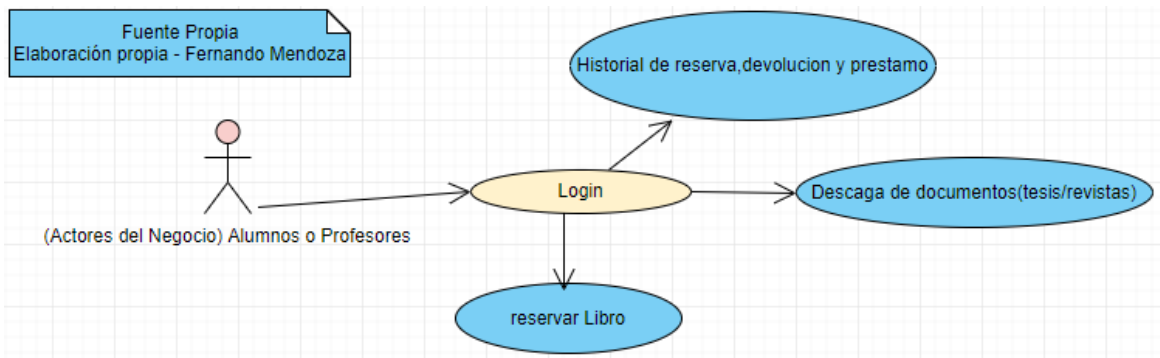 Fuente Propia
Elaboración propia - Fernando Mendoza
Historial de reserva,devolucion y prestamo
Login
Descaga de documentos(tesis/revistas)
(Actores del Negocio) Alumnos o Profesores
reservar Libro